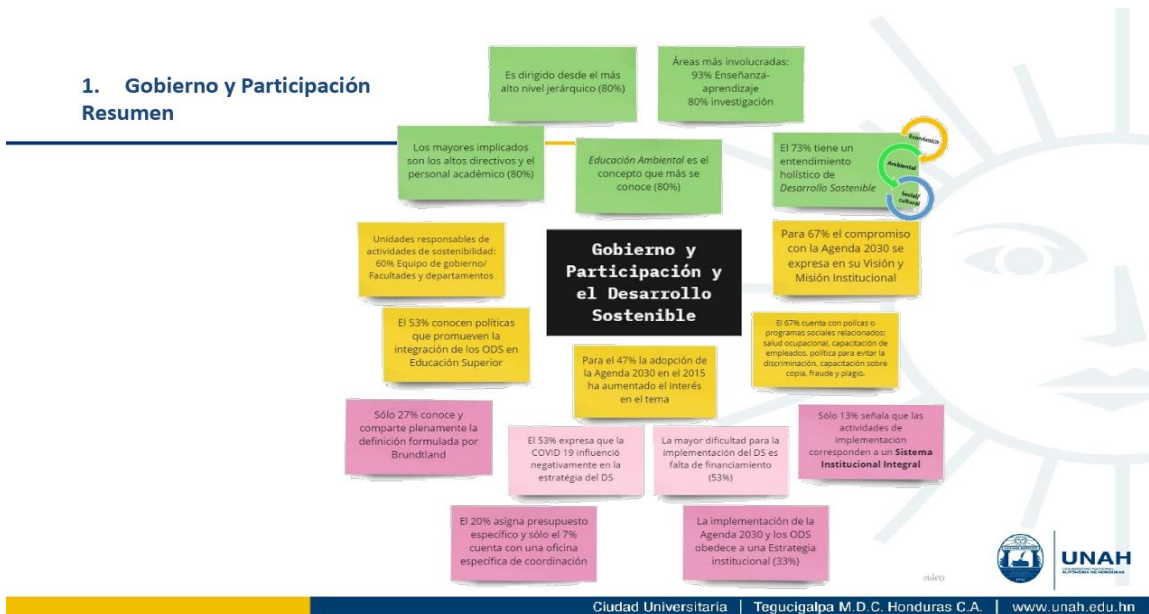 1. Gobierno y Participación
Resumen
Es dirigido desde el más
alto nivel jerárquico (80%)
Áreas más involucradas:
93% Enseñanza-
aprendizaje
80% investigación
Los mayores implicados
son los altos directivos y el
personal académico (80%)
Educación Ambiental es el
concepto que más se
conoce (80%)
El 73% tiene un
entendimiento
holístico de
Desarrollo Sostenible
Económico
Ambiental
Social/
cultural
Unidades responsables de
actividades de sostenibilidad:
60% Equipo de gobierno/
Facultades y departamentos
Gobierno y
Participación y
el Desarrollo
Sostenible
Para 67% el compromiso
con la Agenda 2030 se
expresa en su Visión y
Misión Institucional
El 53% conocen políticas
que promueven la
integración de los ODS en
Educación Superior
Para el 47% la adopción de
la Agenda 2030 en el 2015
ha aumentado el interés
en el tema
El 67% cuenta con polícas o
programas sociales relacionados:
salud ocupacional, capacitación de
empleados, política para evitar la
discriminación, capacitación sobre
copia, fraude y plagio.
Sólo 27% conoce y
comparte plenamente la
definición formulada por
Brundtland
El 53% expresa que la
COVID 19 influenció
negativamente en la
estratégia del DS
La mayor dificultad para la
implementación del DS es
falta de financiamiento
(53%)
Sólo 13% señala que las
actividades de
implementación
corresponden a un Sistema
Institucional Integral
El 20% asigna presupuesto
específico y sólo el 7%
cuenta con una oficina
específica de coordinación
La implementación de la
Agenda 2030 y los ODS
obedece a una Estrategia
institucional (33%)
miro
UNAH
UNIVERSIDAD NACIONAL
AUTÓNOMA DE HONDURAS
Ciudad Universitaria | Tegucigalpa M.D.C. Honduras C.A. | www.unah.edu.hn